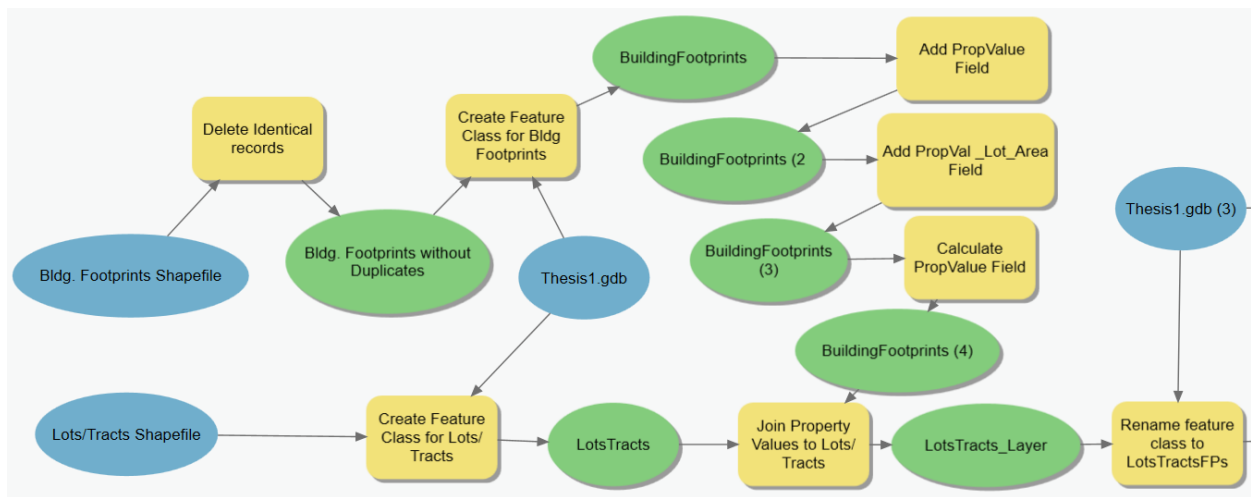 BuildingFootprints
Add PropValue
Field
Delete Identical
records
Create Feature
Class for Bldg
Footprints
BuildingFootprints (2
Add PropVal _Lot_Area
Field
Thesis1.gdb (3)
Bldg. Footprints Shapefile
Bldg. Footprints without
Duplicates
Thesis1.gdb
BuildingFootprints
(3)
Calculate
PropValue Field
BuildingFootprints (4)
Lots/Tracts Shapefile
Create Feature
Class for Lots/
Tracts
LotsTracts
Join Property
Values to Lots/
Tracts
LotsTracts_Layer
Rename feature
class to
LotsTractsFPs